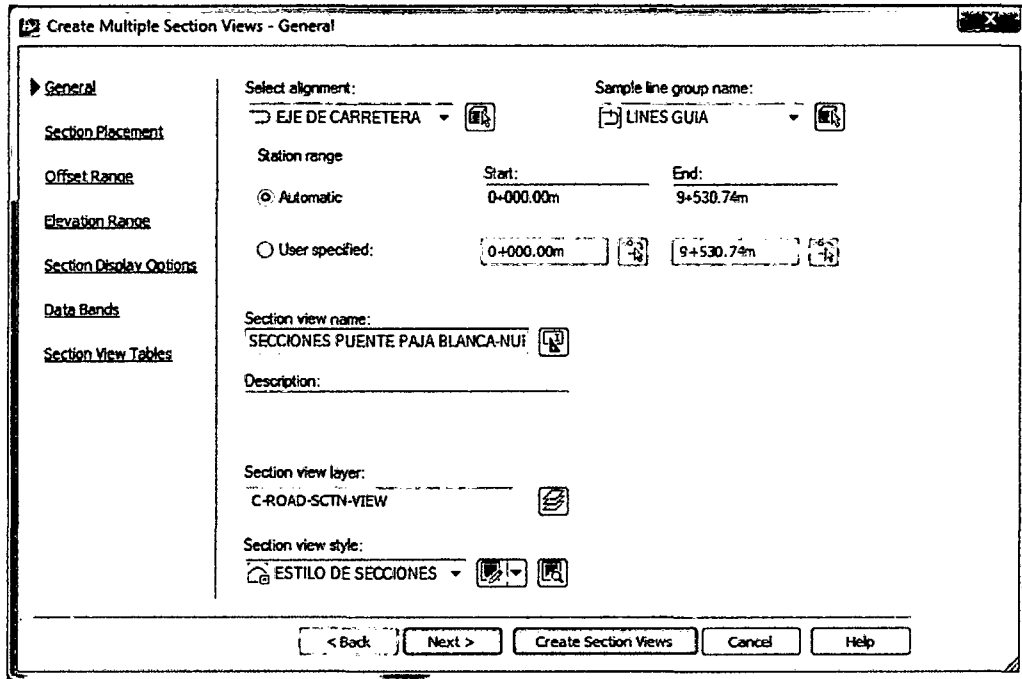 Create Multiple Section Views - General
General
Section Placement
Offset Range
Elevation Range
Section Display Options
Data Bands
Section View Tables
Select alignment:
EJE DE CARRETERA
Sample line group name:
LINES GUIA
Station range
Automatic
Start:
0+000.00m
End:
9+530.74m
User specified:
0+000.00m
9+530.74m
Section view name:
SECCIONES PUENTE PAJA BLANCA-
Description:
Section view layer:
C-ROAD-SCTN-VIEW
Section view style:
ESTILO DE SECCIONES
< Back
Next >
Create Section Views
Cancel
Help